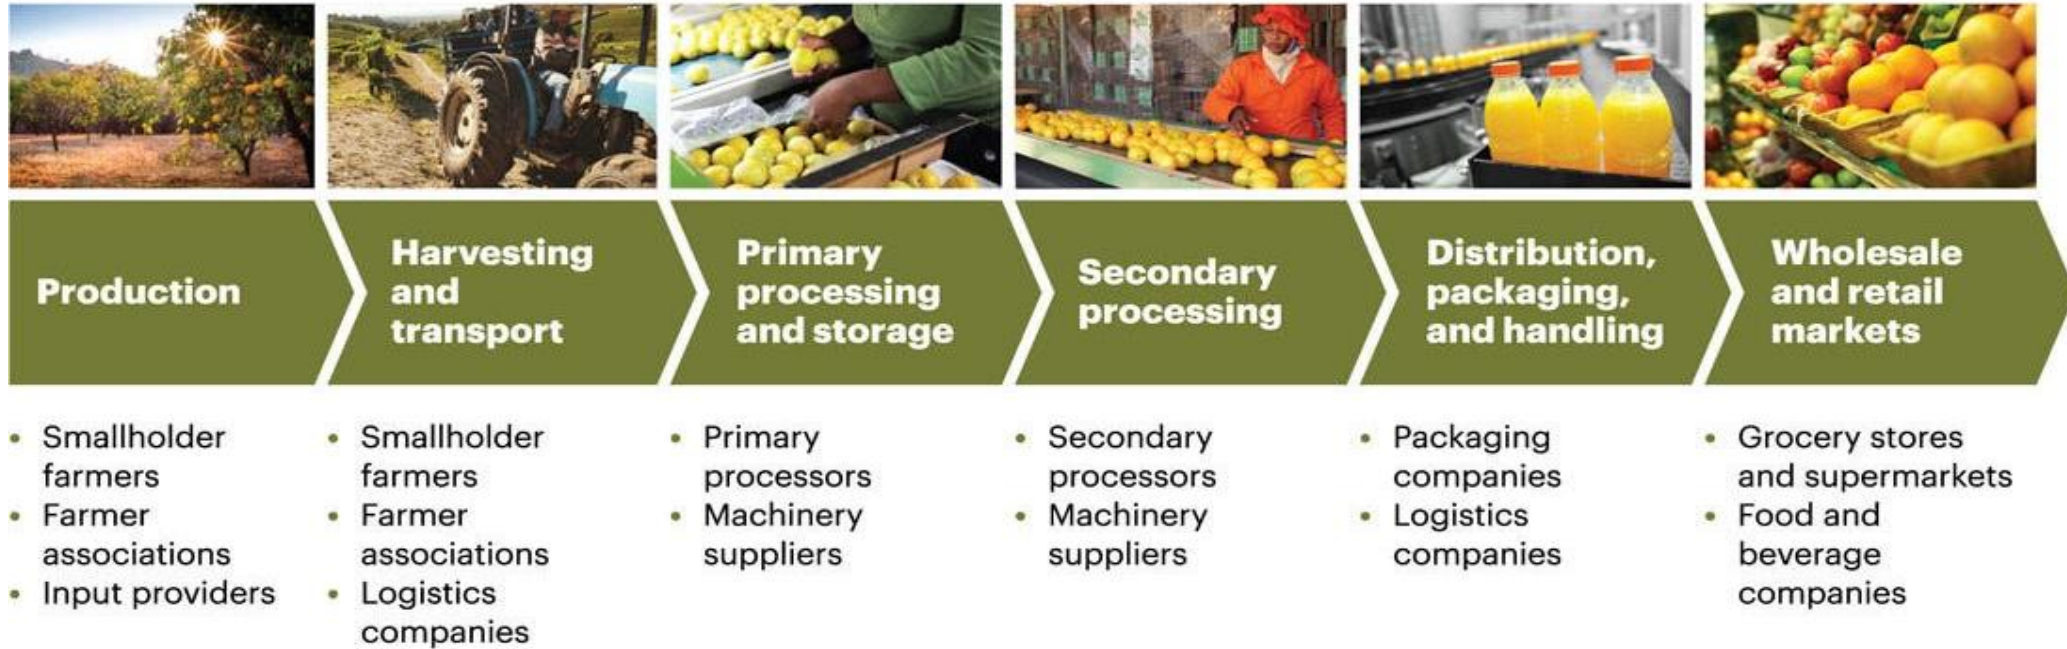 Production
Harvesting
and
transport
Primary
processing
and storage
Secondary
processing
Distribution,
packaging,
and handling
Wholesale
and retail
markets
• Smallholder
farmers
• Farmer
associations
• Input providers
• Smallholder
farmers
• Farmer
associations
• Logistics
companies
• Primary
processors
• Machinery
suppliers
• Secondary
processors
• Machinery
suppliers
• Packaging
companies
• Logistics
companies
• Grocery stores
and supermarkets
• Food and
beverage
companies